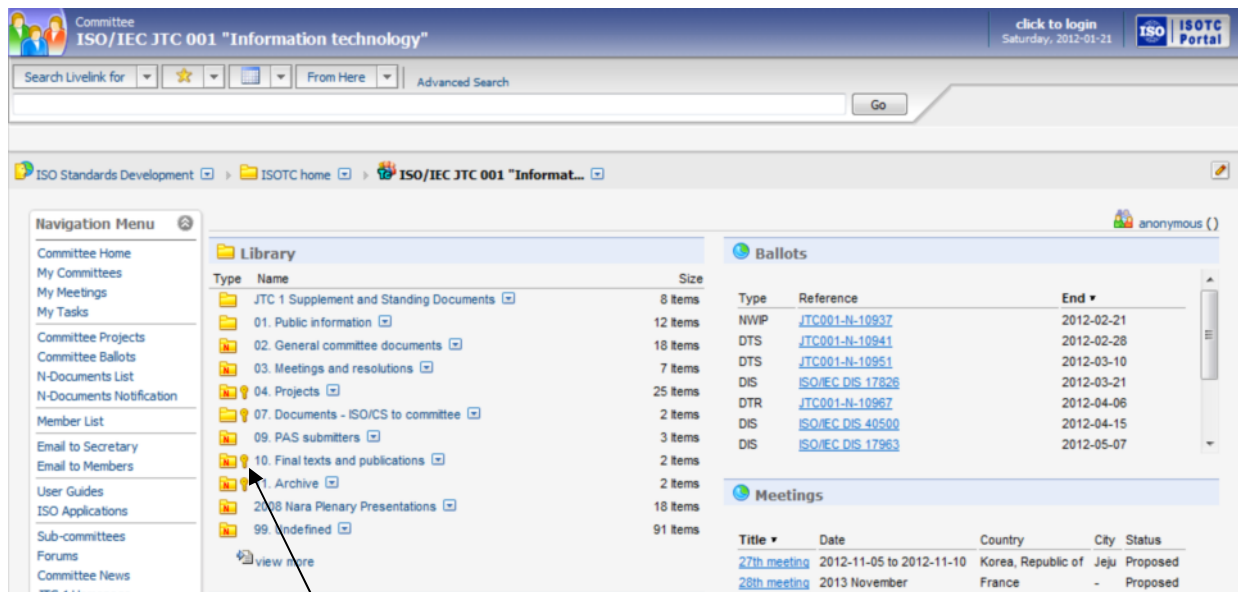 Committee
ISO/IEC JTC 001 "Information technology"
click to login
Saturday, 2012-01-21
ISO ISOTC Portal
Search Livelink for
From Here
Advanced Search
Go
ISO Standards Development
ISOTC home
ISO/IEC JTC 001 "Informat...
anonymous ()
Navigation Menu
Committee Home
My Committees
My Meetings
My Tasks
Committee Projects
Committee Ballots
N-Documents List
N-Documents Notification
Member List
Email to Secretary
Email to Members
User Guides
ISO Applications
Sub-committees
Forums
Committee News
Library
Type Name Size
JTC 1 Supplement and Standing Documents 8 Items
01. Public information 12 Items
02. General committee documents 18 Items
03. Meetings and resolutions 7 Items
04. Projects 25 Items
07. Documents - ISO/CS to committee 2 Items
09. PAS submitters 3 Items
10. Final texts and publications 2 Items
1. Archive 2 Items
2008 Nara Plenary Presentations 18 Items
99. Undefined 91 Items
view more
Ballots
Type Reference End
NWIP JTC001-N-10937 2012-02-21
DTS JTC001-N-10941 2012-02-28
DTS JTC001-N-10951 2012-03-10
DIS ISO/IEC DIS 17826 2012-03-21
DTR JTC001-N-10967 2012-04-06
DIS ISO/IEC DIS 40500 2012-04-15
DIS ISO/IEC DIS 17963 2012-05-07
Meetings
Title Date Country City Status
27th meeting 2012-11-05 to 2012-11-10 Korea, Republic of Jeju Proposed
28th meeting 2013 November France - Proposed